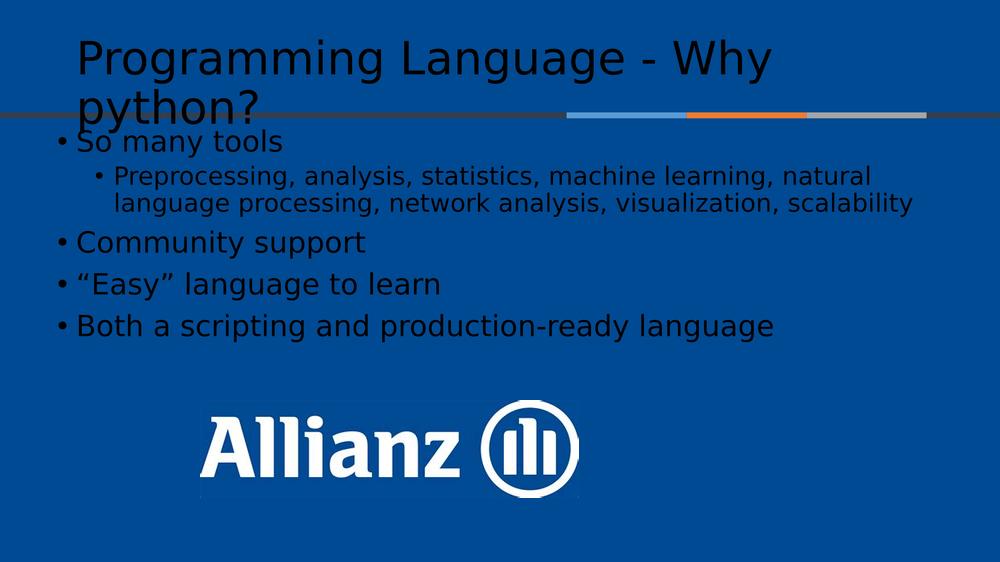 Programming Language - Why
python?
• So many tools
• Preprocessing, analysis, statistics, machine learning, natural
language processing, network analysis, visualization, scalability
• Community support
• “Easy” language to learn
• Both a scripting and production-ready language
Allianz